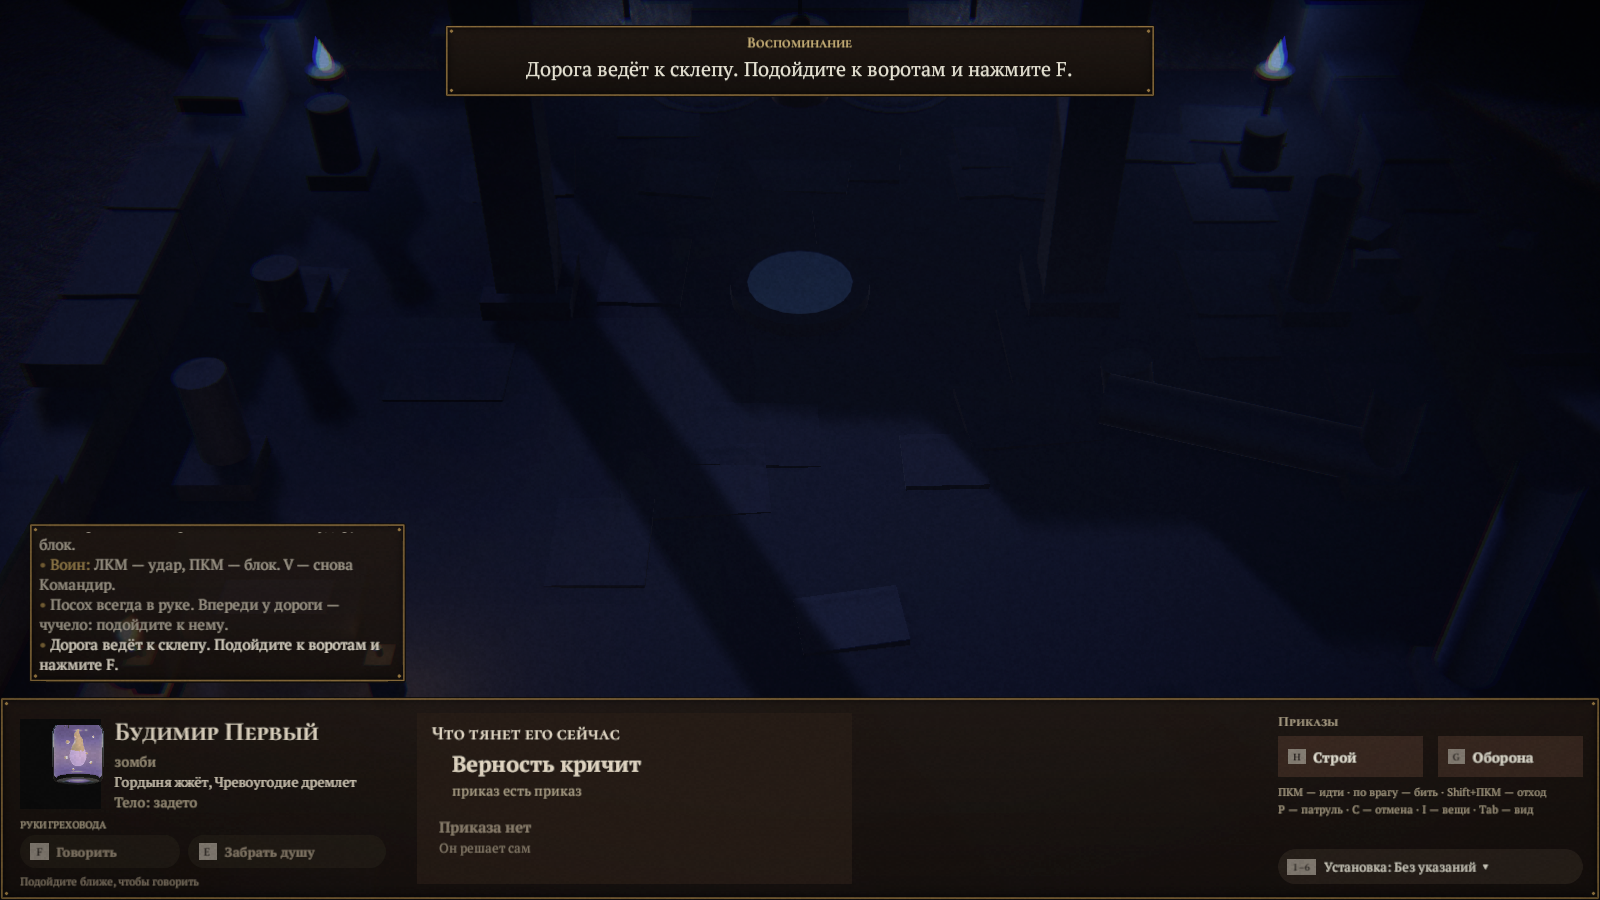 Воспоминание
Дорога ведёт к склепу. Подойдите к воротам и нажмите F.
блок.
• Воин: ЛКМ — удар, ПКМ — блок. V — снова
Командир.
• Посох всегда в руке. Впереди у дороги —
чучело: подойдите к нему.
• Дорога ведёт к склепу. Подойдите к воротам и
нажмите F.
Будимир Первый
зомби
Гордыня жжёт, Чревоугодие дремлет
Тело: задето
РУКИ ГРЕХОВОДА
F Говорить
E Забрать душу
Подойдите ближе, чтобы говорить
Что тянет его сейчас
Верность кричит
приказ есть приказ
Приказа нет
Он решает сам
Приказы
H Строй
G Оборона
ПКМ — идти · по врагу — бить · Shift+ПКМ — отход
P — патруль · C — отмена · I — вещи · Tab — вид
1–6 Установка: Без указаний ▾